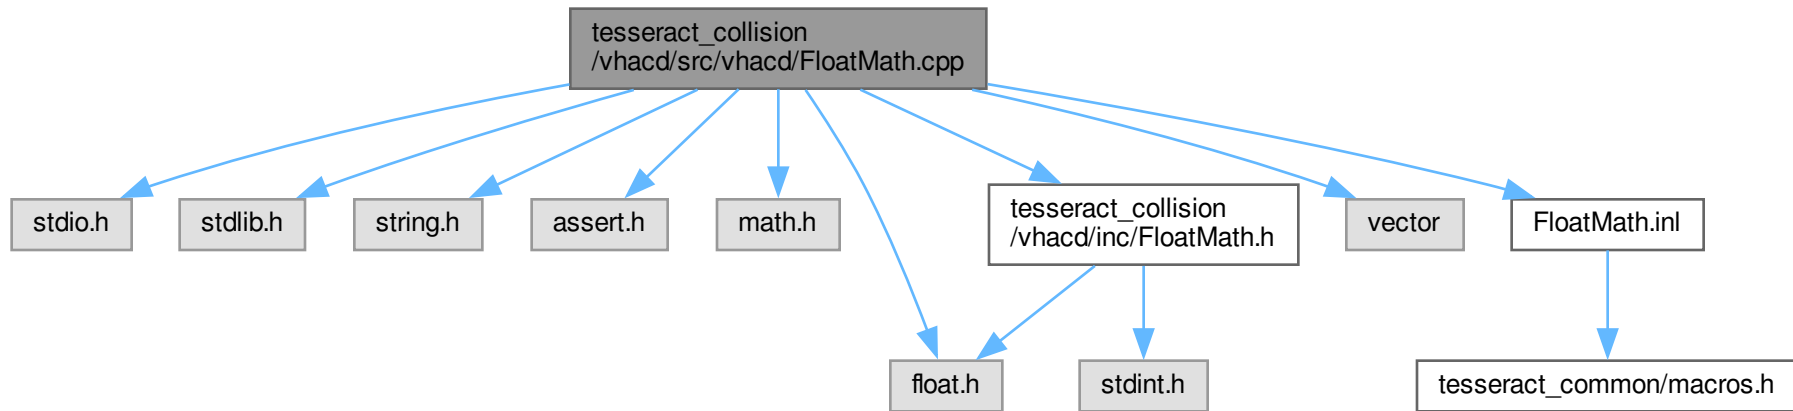 tesseract_collision
/vhacd/src/vhacd/FloatMath.cpp
stdio.h
stdlib.h
string.h
assert.h
math.h
tesseract_collision
/vhacd/inc/FloatMath.h
vector
FloatMath.inl
float.h
stdint.h
tesseract_common/macros.h